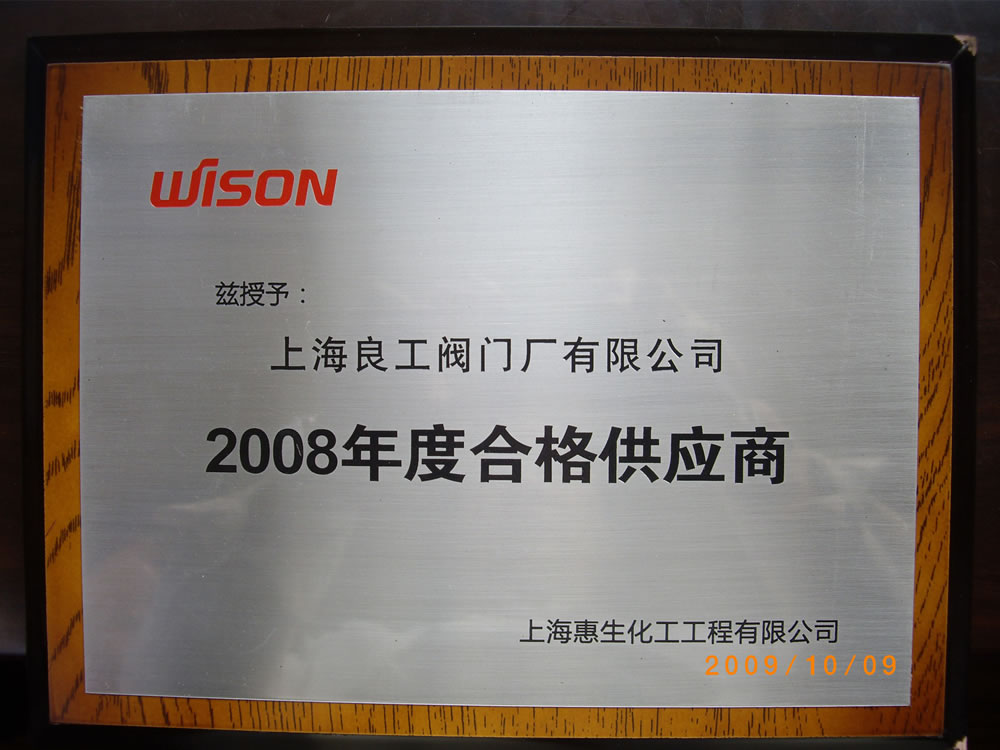 WISON
兹授予：
上海良工阀门厂有限公司
2008年度合格供应商
上海惠生化工工程有限公司
2009/10/09